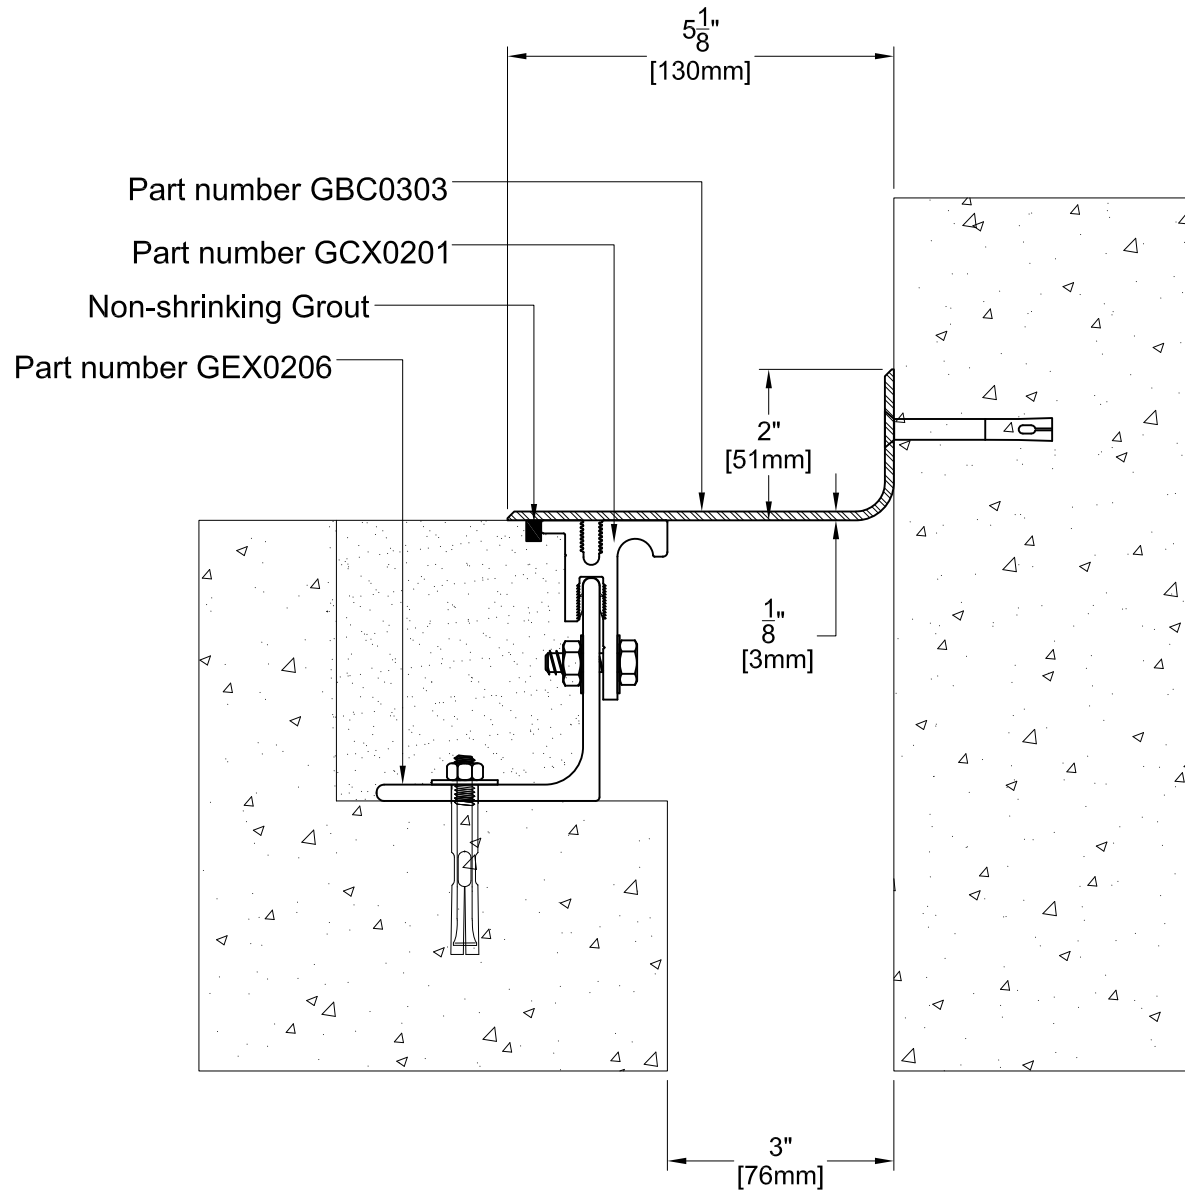 5 1/8"
[130mm]
Part number GBC0303
Part number GCX0201
Non-shrinking Grout
Part number GEX0206
2"
[51mm]
1/8"
[3mm]
3"
[76mm]